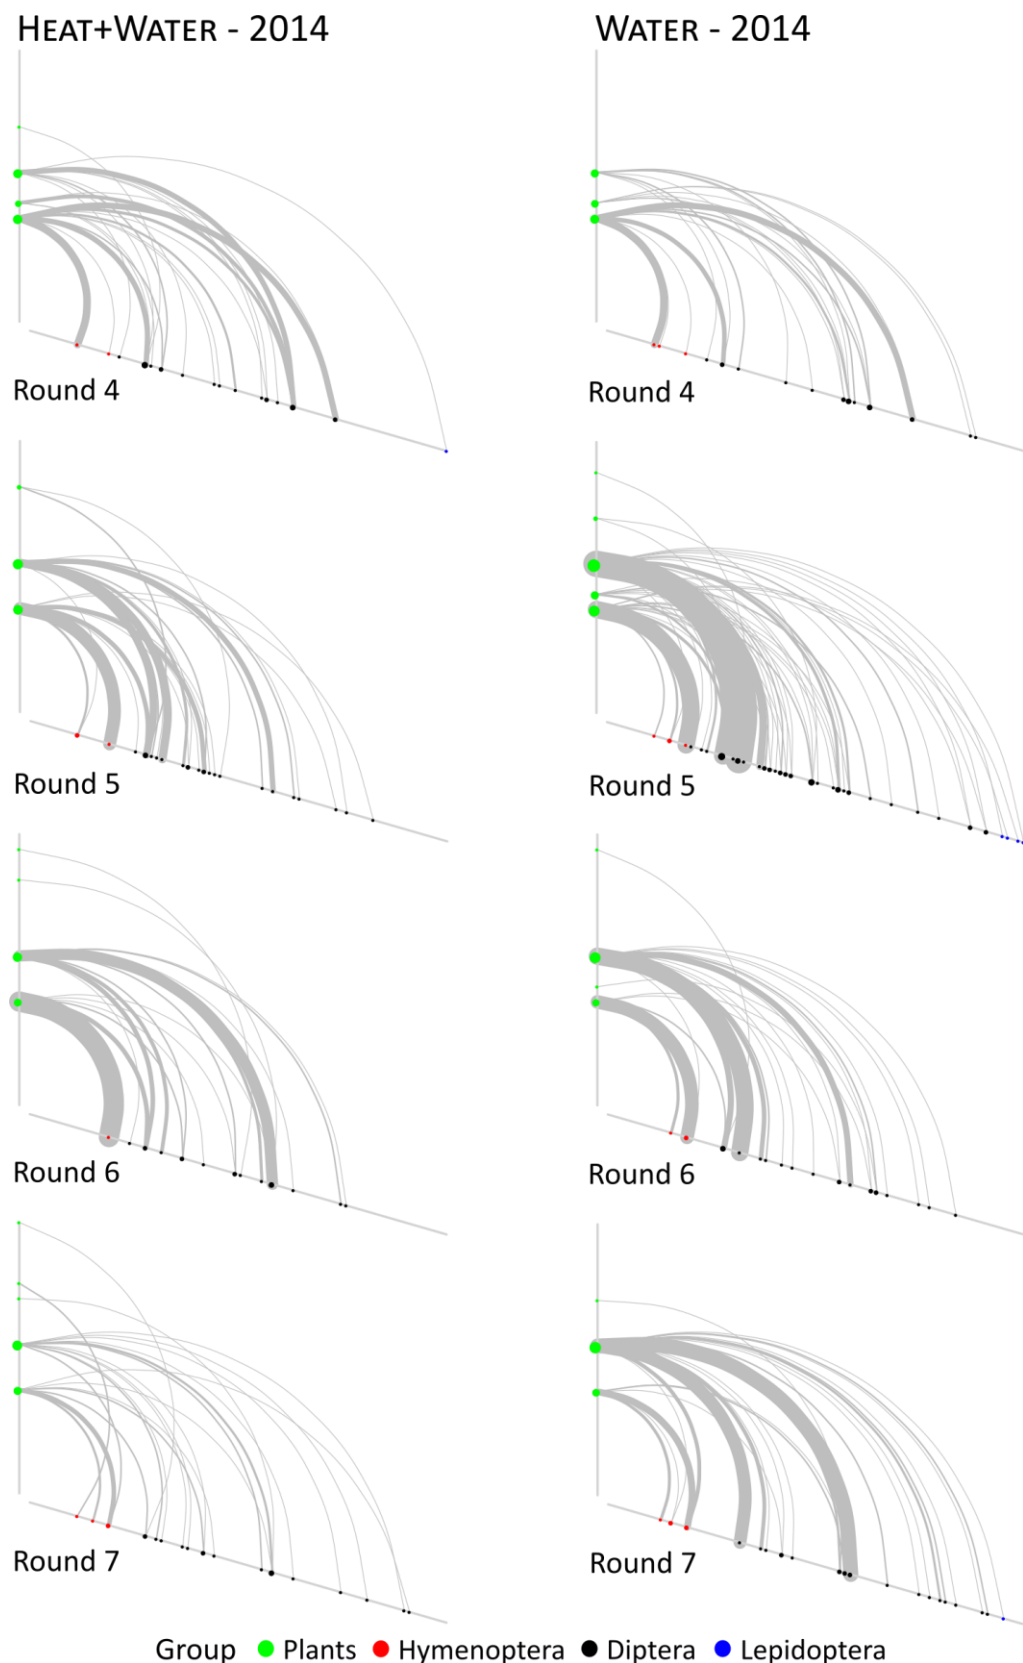 HEAT+WATER - 2014
WATER - 2014
Round 4
Round 4
Round 5
Round 5
Round 6
Round 6
Round 7
Round 7
Group Plants Hymenoptera Diptera Lepidoptera